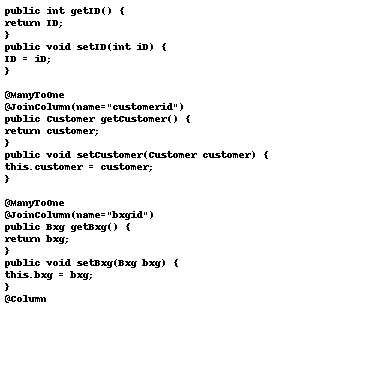 public int getID() {
return ID;
}
public void setID(int iD) {
ID = iD;
}
@ManyToOne
@JoinColumn(name="customerid")
public Customer getCustomer() {
return customer;
}
public void setCustomer(Customer customer) {
this.customer = customer;
}
@ManyToOne
@JoinColumn(name="bxgid")
public Bxg getBxg() {
return bxg;
}
public void setBxg(Bxg bxg) {
this.bxg = bxg;
}
@Column